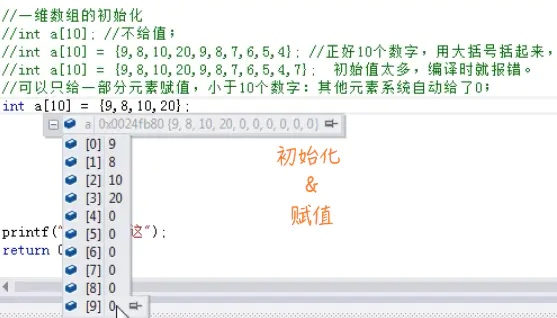 //一维数组的初始化
//int a[10]; //不给值；
//int a[10] = {9,8,10,20,9,8,7,6,5,4}; //正好10个数字，用大括号括起来，
//int a[10] = {9,8,10,20,9,8,7,6,5,4,7}; 初始值太多，编译时就报错。
//可以只给一部分元素赋值，小于10个数字：其他元素系统自动给了0；
int a[10] = {9,8,10,20};
a 0x0024fb80 {9, 8, 10, 20, 0, 0, 0, 0, 0, 0}
[0] 9
[1] 8
[2] 10
[3] 20
[4] 0
[5] 0
[6] 0
[7] 0
[8] 0
[9] 0
初始化
&
赋值
printf(" 这");
return